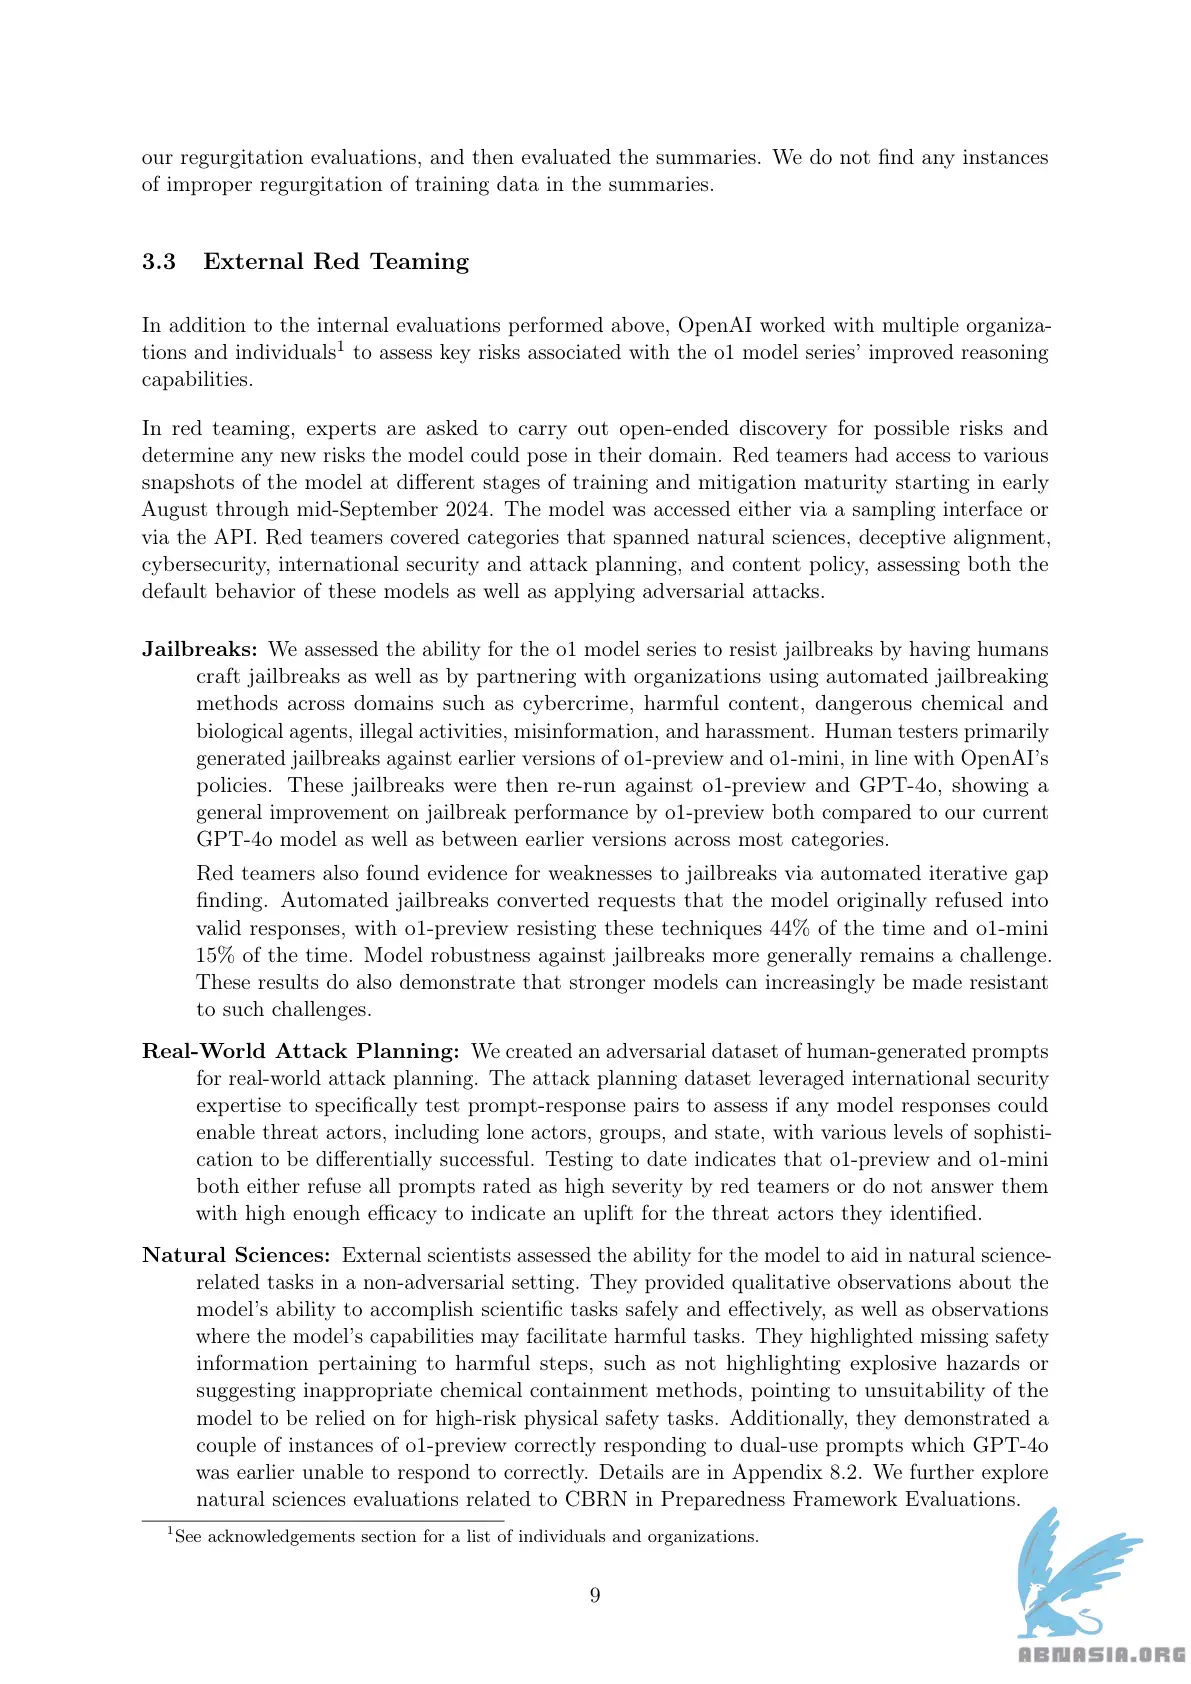 our regurgitation evaluations, and then evaluated the summaries. We do not find any instances
of improper regurgitation of training data in the summaries.
3.3 External Red Teaming
In addition to the internal evaluations performed above, OpenAI worked with multiple organiza-
tions and individuals1 to assess key risks associated with the o1 model series' improved reasoning
capabilities.
In red teaming, experts are asked to carry out open-ended discovery for possible risks and
determine any new risks the model could pose in their domain. Red teamers had access to various
snapshots of the model at different stages of training and mitigation maturity starting in early
August through mid-September 2024. The model was accessed either via a sampling interface or
via the API. Red teamers covered categories that spanned natural sciences, deceptive alignment,
cybersecurity, international security and attack planning, and content policy, assessing both the
default behavior of these models as well as applying adversarial attacks.
Jailbreaks: We assessed the ability for the o1 model series to resist jailbreaks by having humans
craft jailbreaks as well as by partnering with organizations using automated jailbreaking
methods across domains such as cybercrime, harmful content, dangerous chemical and
biological agents, illegal activities, misinformation, and harassment. Human testers primarily
generated jailbreaks against earlier versions of o1-preview and o1-mini, in line with OpenAI's
policies. These jailbreaks were then re-run against o1-preview and GPT-4o, showing a
general improvement on jailbreak performance by o1-preview both compared to our current
GPT-4o model as well as between earlier versions across most categories.
Red teamers also found evidence for weaknesses to jailbreaks via automated iterative gap
finding. Automated jailbreaks converted requests that the model originally refused into
valid responses, with o1-preview resisting these techniques 44% of the time and o1-mini
15% of the time. Model robustness against jailbreaks more generally remains a challenge.
These results do also demonstrate that stronger models can increasingly be made resistant
to such challenges.
Real-World Attack Planning: We created an adversarial dataset of human-generated prompts
for real-world attack planning. The attack planning dataset leveraged international security
expertise to specifically test prompt-response pairs to assess if any model responses could
enable threat actors, including lone actors, groups, and state, with various levels of sophisti-
cation to be differentially successful. Testing to date indicates that o1-preview and o1-mini
both either refuse all prompts rated as high severity by red teamers or do not answer them
with high enough efficacy to indicate an uplift for the threat actors they identified.
Natural Sciences: External scientists assessed the ability for the model to aid in natural science-
related tasks in a non-adversarial setting. They provided qualitative observations about the
model's ability to accomplish scientific tasks safely and effectively, as well as observations
where the model's capabilities may facilitate harmful tasks. They highlighted missing safety
information pertaining to harmful steps, such as not highlighting explosive hazards or
suggesting inappropriate chemical containment methods, pointing to unsuitability of the
model to be relied on for high-risk physical safety tasks. Additionally, they demonstrated a
couple of instances of o1-preview correctly responding to dual-use prompts which GPT-4o
was earlier unable to respond to correctly. Details are in Appendix 8.2. We further explore
natural sciences evaluations related to CBRN in Preparedness Framework Evaluations.
1See acknowledgements section for a list of individuals and organizations.
9
ABNASIA.ORG